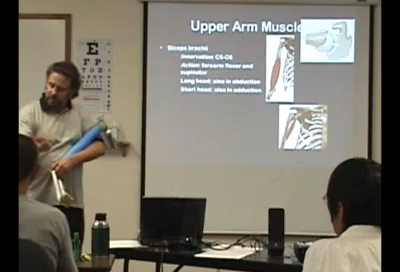 Upper Arm Muscle
• Biceps brachii
Innervation C5-C6
Action: forearm flexor and
supinator
Long head: also in abduction
Short head: also in adduction
E
F P